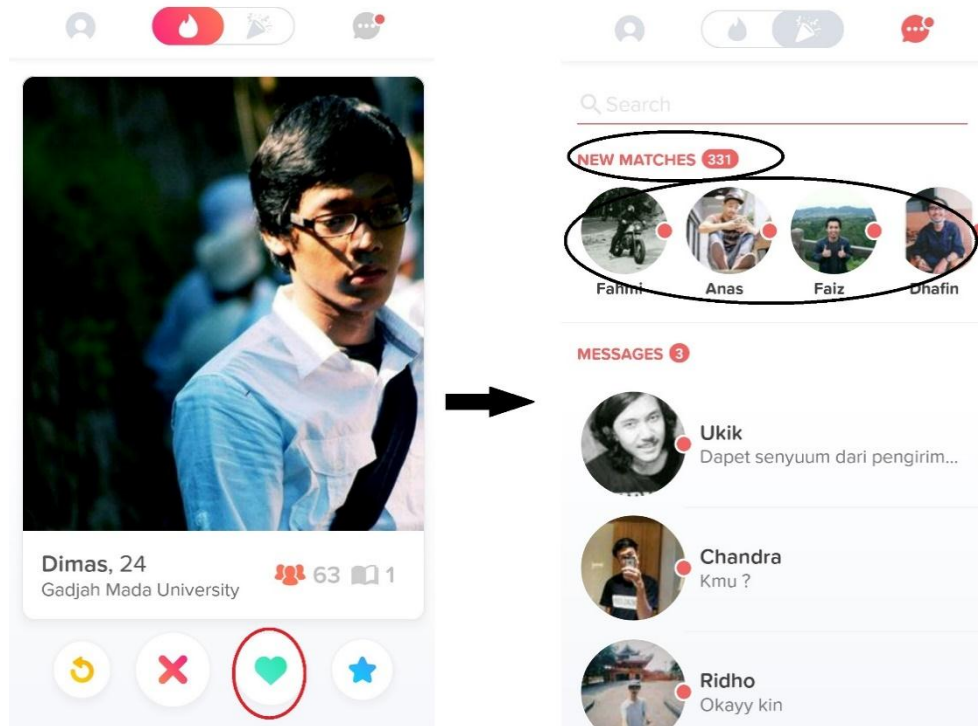 Dimas, 24
Gadjah Mada University
63
1
Search
NEW MATCHES 331
Fahmi
Anas
Faiz
Dhafin
MESSAGES 3
Ukik
Dapet senyuum dari pengirim...
Chandra
Kmu ?
Ridho
Okayy kin